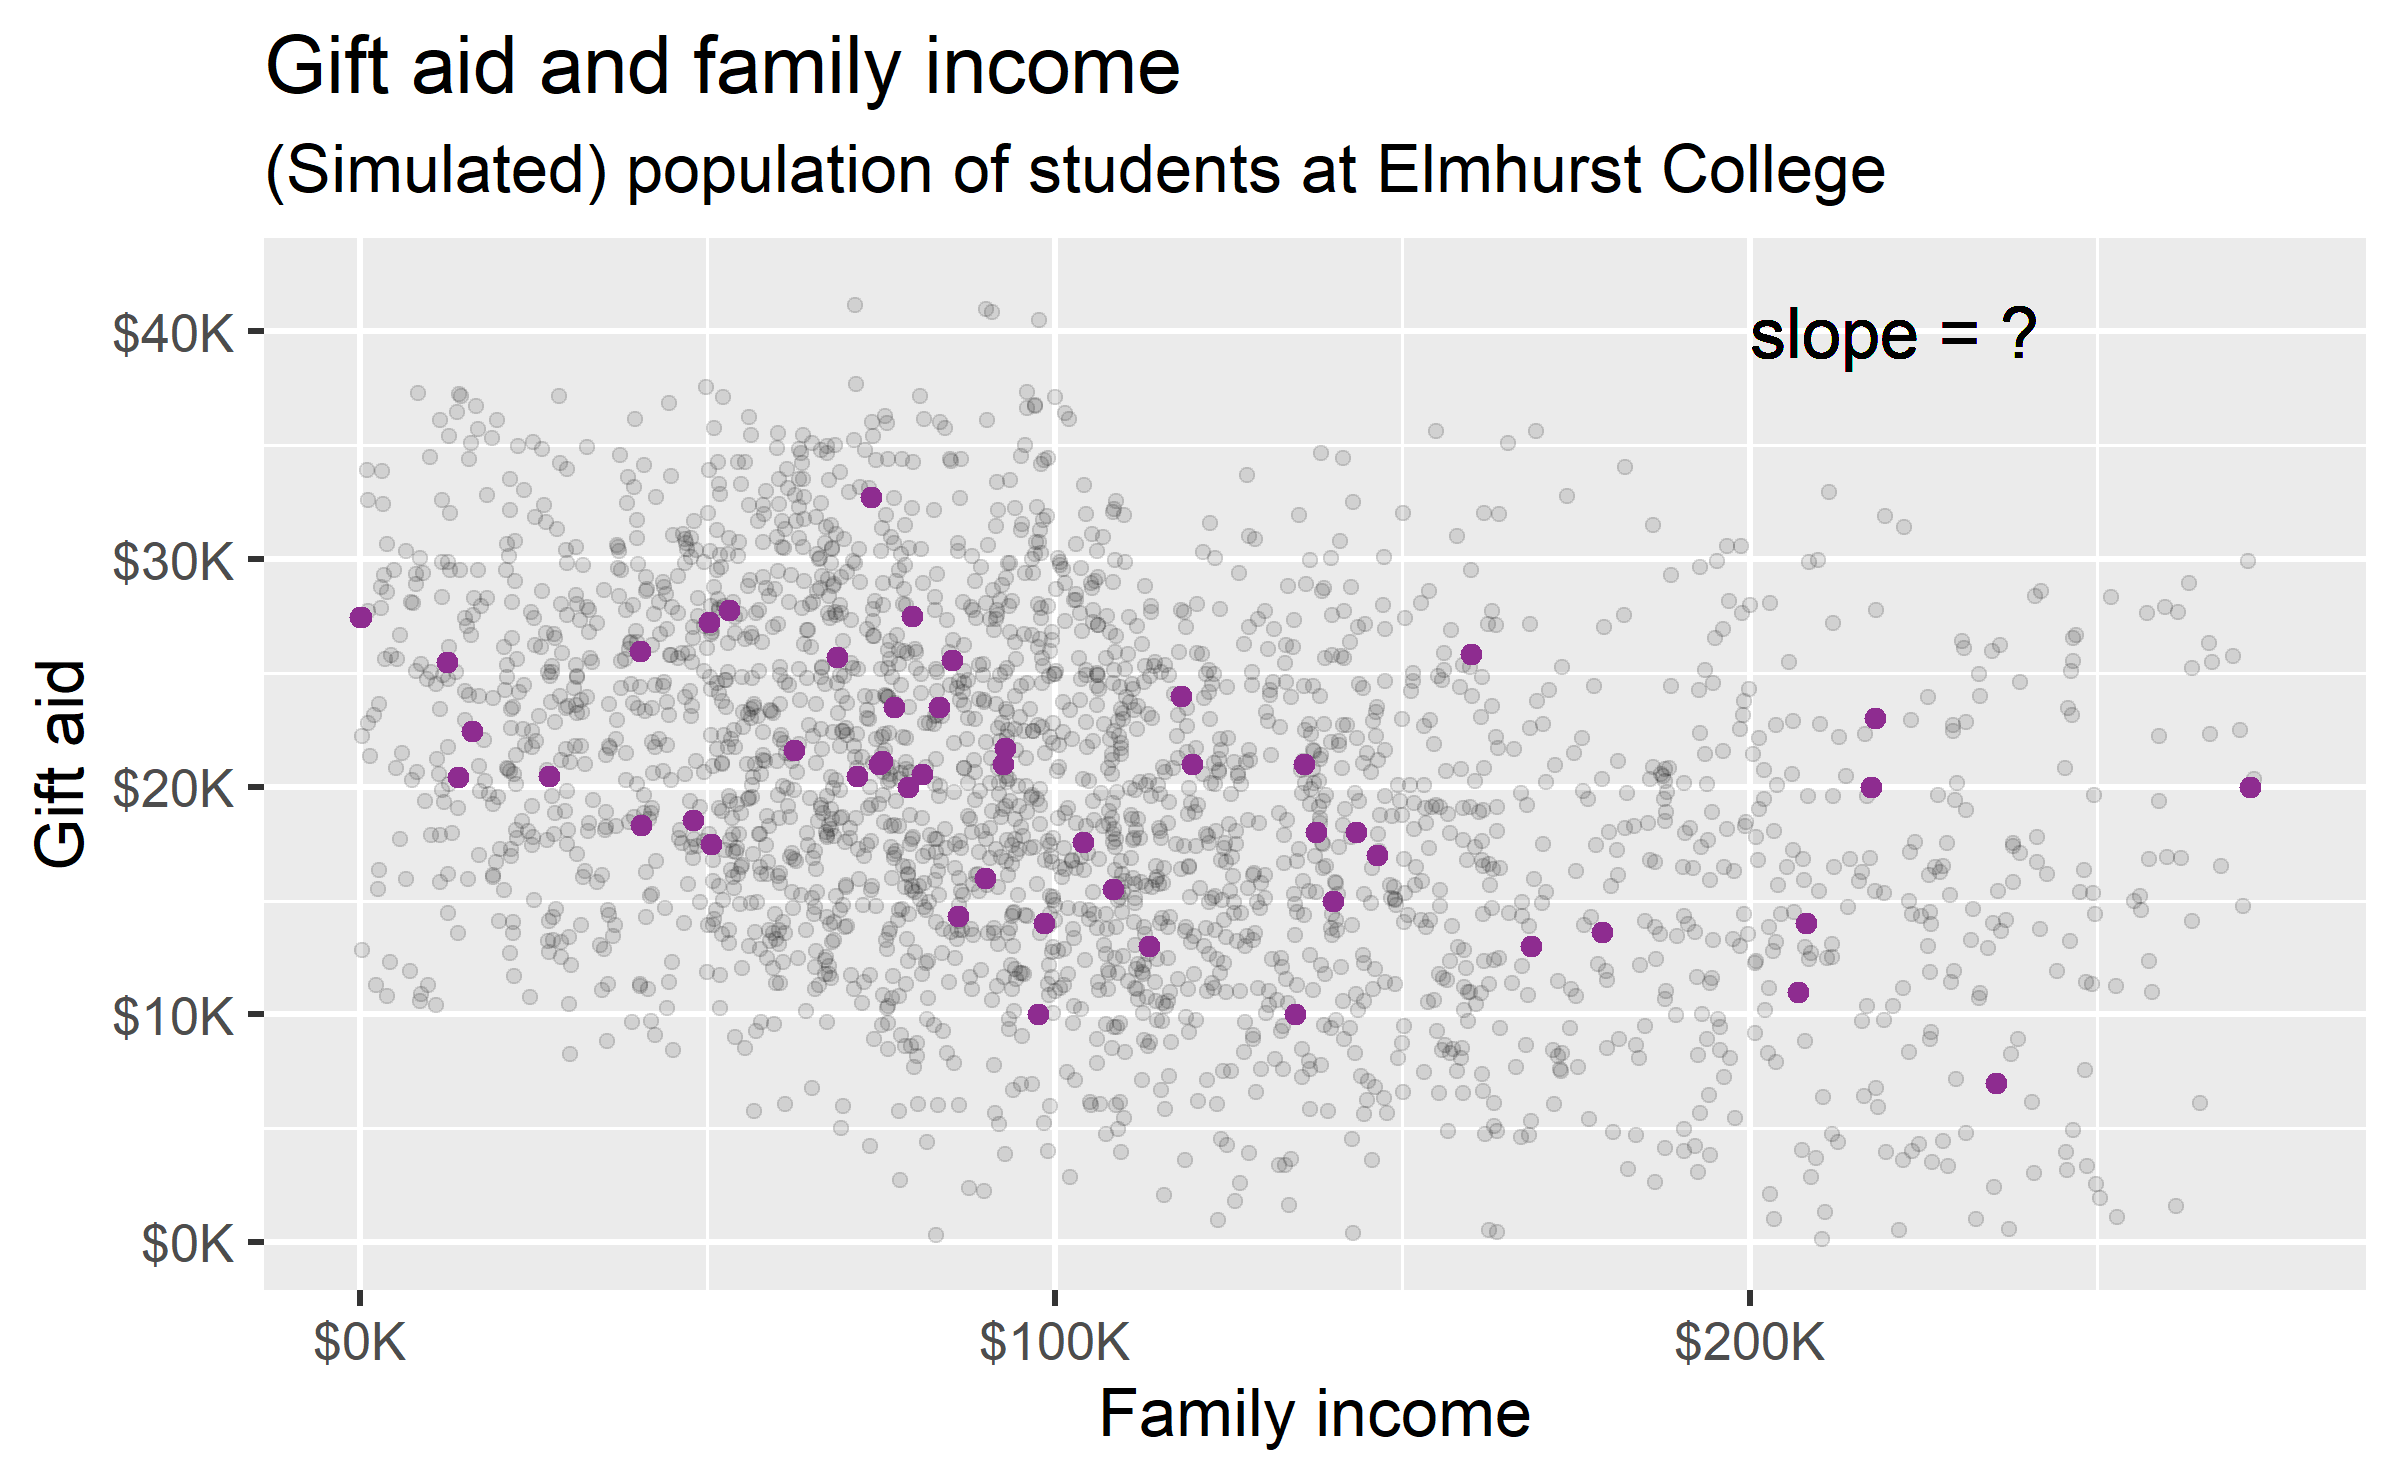 Gift aid and family income
(Simulated) population of students at Elmhurst College
slope = ?
$40K
$30K
$20K
$10K
$0K
Gift aid
$0K
$100K
$200K
Family income